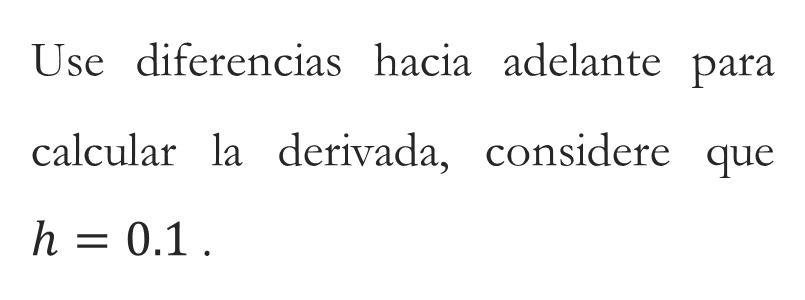 Use diferencias hacia adelante para
calcular la derivada, considere que
h = 0.1 .